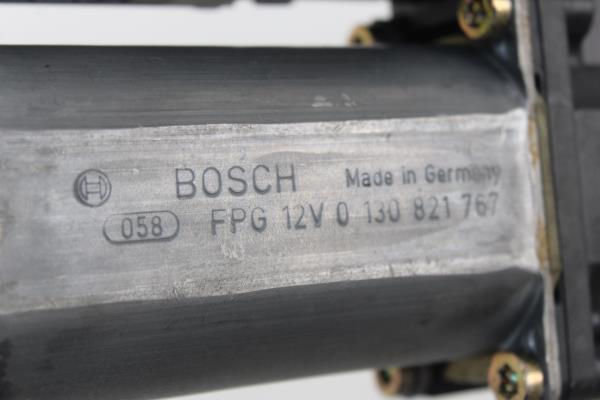 BOSCH Made in Germany
058 FPG 12V 0 130 821 767